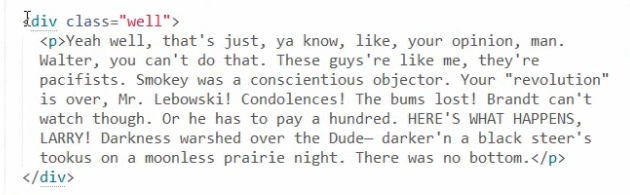 <div class="well">
<p>Yeah well, that's just, ya know, like, your opinion, man.
Walter, you can't do that. These guys're like me, they're
pacifists. Smokey was a conscientious objector. Your "revolution"
is over, Mr. Lebowski! Condolences! The bums lost! Brandt can't
watch though. Or he has to pay a hundred. HERE'S WHAT HAPPENS,
LARRY! Darkness warshed over the Dude— darker'n a black steer's
tookus on a moonless prairie night. There was no bottom.</p>
</div>